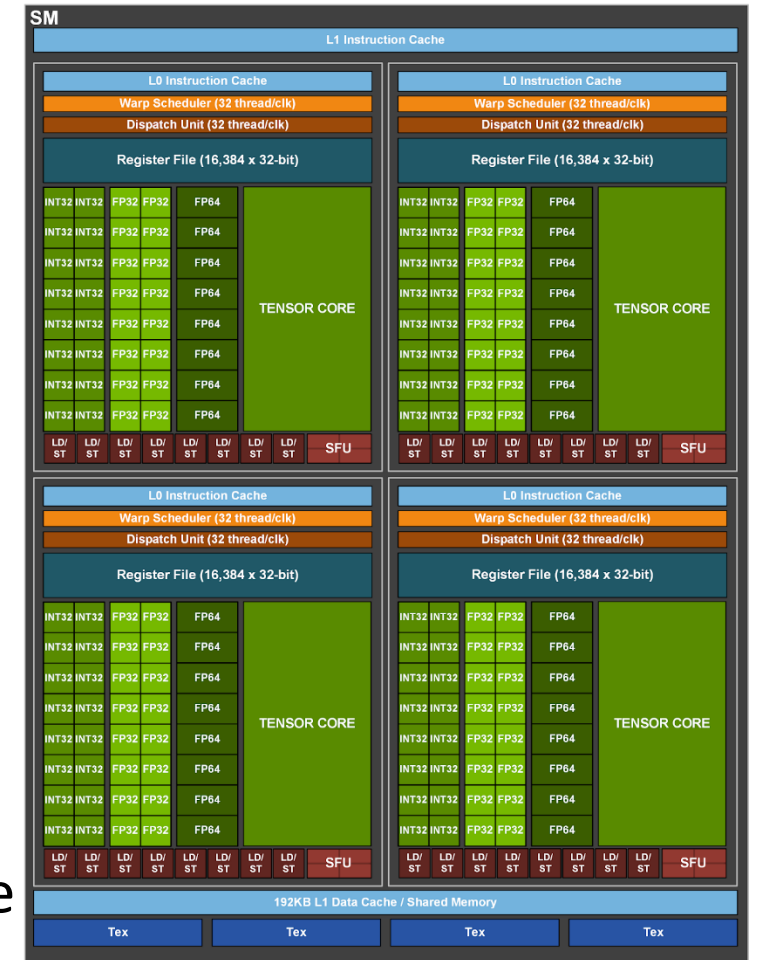 SM
L1 Instruction Cache
L0 Instruction Cache
Warp Scheduler (32 thread/clk)
Dispatch Unit (32 thread/clk)
Register File (16,384 x 32-bit)
INT32 INT32 FP32 FP32 FP64
INT32 INT32 FP32 FP32 FP64
INT32 INT32 FP32 FP32 FP64
INT32 INT32 FP32 FP32 FP64
INT32 INT32 FP32 FP32 FP64
INT32 INT32 FP32 FP32 FP64
INT32 INT32 FP32 FP32 FP64
INT32 INT32 FP32 FP32 FP64
TENSOR CORE
LD/ LD/ LD/ LD/ LD/ LD/ LD/ LD/
ST ST ST ST ST ST ST ST
SFU
L0 Instruction Cache
Warp Scheduler (32 thread/clk)
Dispatch Unit (32 thread/clk)
Register File (16,384 x 32-bit)
INT32 INT32 FP32 FP32 FP64
INT32 INT32 FP32 FP32 FP64
INT32 INT32 FP32 FP32 FP64
INT32 INT32 FP32 FP32 FP64
INT32 INT32 FP32 FP32 FP64
INT32 INT32 FP32 FP32 FP64
INT32 INT32 FP32 FP32 FP64
INT32 INT32 FP32 FP32 FP64
TENSOR CORE
LD/ LD/ LD/ LD/ LD/ LD/ LD/ LD/
ST ST ST ST ST ST ST ST
SFU
L0 Instruction Cache
Warp Scheduler (32 thread/clk)
Dispatch Unit (32 thread/clk)
Register File (16,384 x 32-bit)
INT32 INT32 FP32 FP32 FP64
INT32 INT32 FP32 FP32 FP64
INT32 INT32 FP32 FP32 FP64
INT32 INT32 FP32 FP32 FP64
INT32 INT32 FP32 FP32 FP64
INT32 INT32 FP32 FP32 FP64
INT32 INT32 FP32 FP32 FP64
INT32 INT32 FP32 FP32 FP64
TENSOR CORE
LD/ LD/ LD/ LD/ LD/ LD/ LD/ LD/
ST ST ST ST ST ST ST ST
SFU
L0 Instruction Cache
Warp Scheduler (32 thread/clk)
Dispatch Unit (32 thread/clk)
Register File (16,384 x 32-bit)
INT32 INT32 FP32 FP32 FP64
INT32 INT32 FP32 FP32 FP64
INT32 INT32 FP32 FP32 FP64
INT32 INT32 FP32 FP32 FP64
INT32 INT32 FP32 FP32 FP64
INT32 INT32 FP32 FP32 FP64
INT32 INT32 FP32 FP32 FP64
INT32 INT32 FP32 FP32 FP64
TENSOR CORE
LD/ LD/ LD/ LD/ LD/ LD/ LD/ LD/
ST ST ST ST ST ST ST ST
SFU
e
192KB L1 Data Cache / Shared Memory
Tex Tex Tex Tex